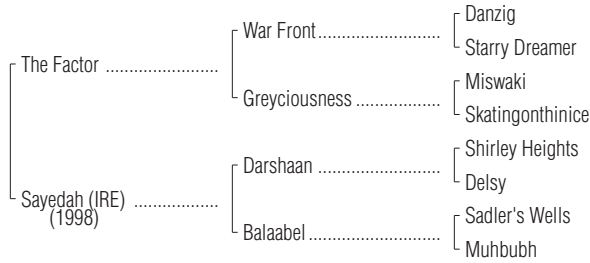 Danzig
War Front
Starry Dreamer
The Factor
Miswaki
Greyciousness
Skatingonthinice
Shirley Heights
Darshaan
Delsy
Sayedah (IRE)
(1998)
Sadler's Wells
Balaabel
Muhbubh